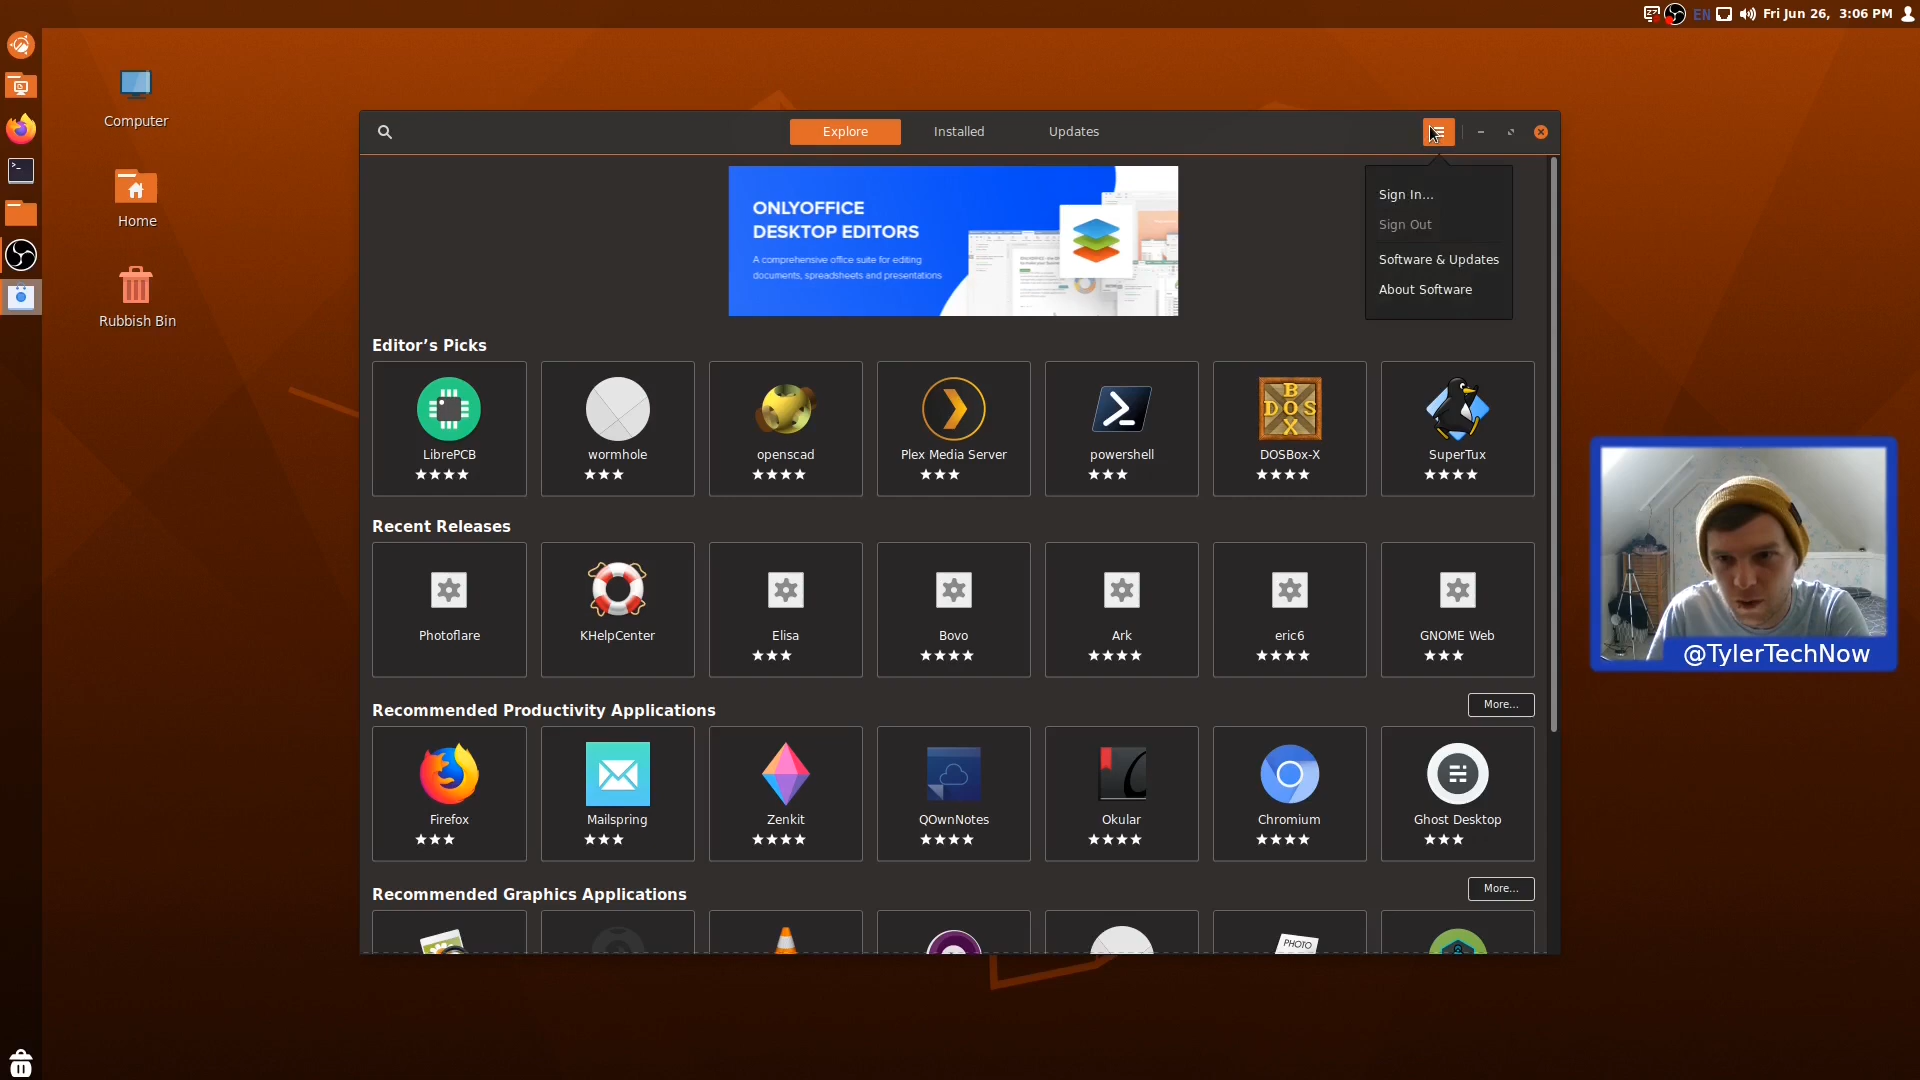 EN
Fri Jun 26, 3:06 PM
Computer
Home
Rubbish Bin
Explore
Installed
Updates
Sign In...
Sign Out
Software & Updates
About Software
ONLYOFFICE
DESKTOP EDITORS
A comprehensive office suite for editing
documents, spreadsheets and presentations
Editor’s Picks
LibrePCB
wormhole
openscad
Plex Media Server
BOX
DOS
powershell
DOSBox-X
SuperTux
Recent Releases
Photoflare
KHelpCenter
Elisa
Bovo
Ark
eric6
GNOME Web
@TylerTechNow
Recommended Productivity Applications
More...
Firefox
Mailspring
Zenkit
QOwnNotes
Okular
Chromium
Ghost Desktop
Recommended Graphics Applications
More...
PHOTO